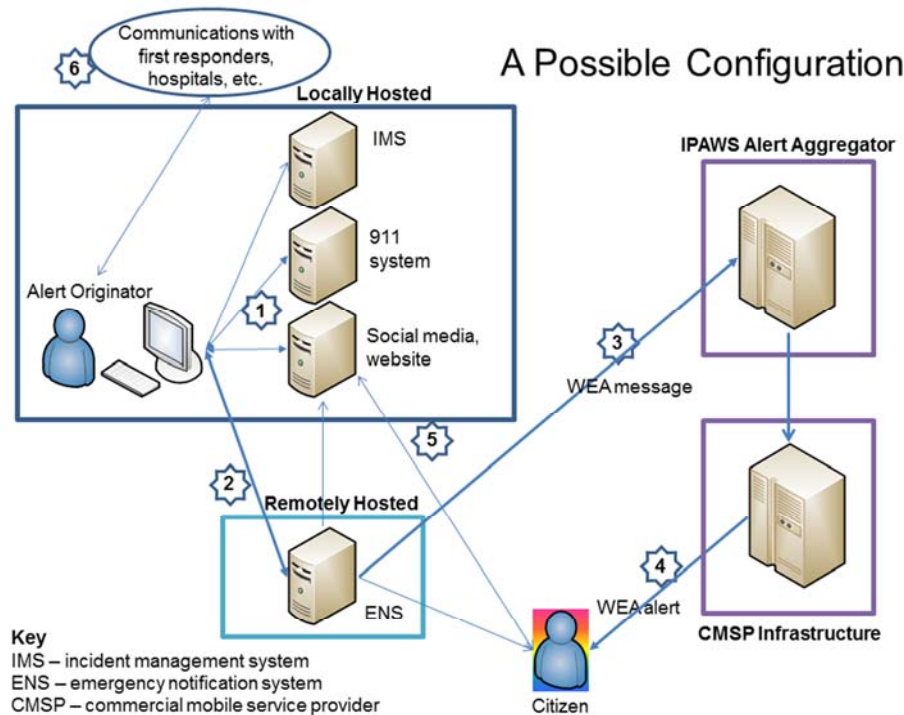 A Possible Configuration
Communications with
first responders,
hospitals, etc.
6
Locally Hosted
IMS
911
system
Alert Originator
1
Social media,
website
IPAWS Alert Aggregator
3
WEA message
5
2
Remotely Hosted
ENS
4
WEA alert
CMSP Infrastructure
Citizen
Key
IMS – incident management system
ENS – emergency notification system
CMSP – commercial mobile service provider